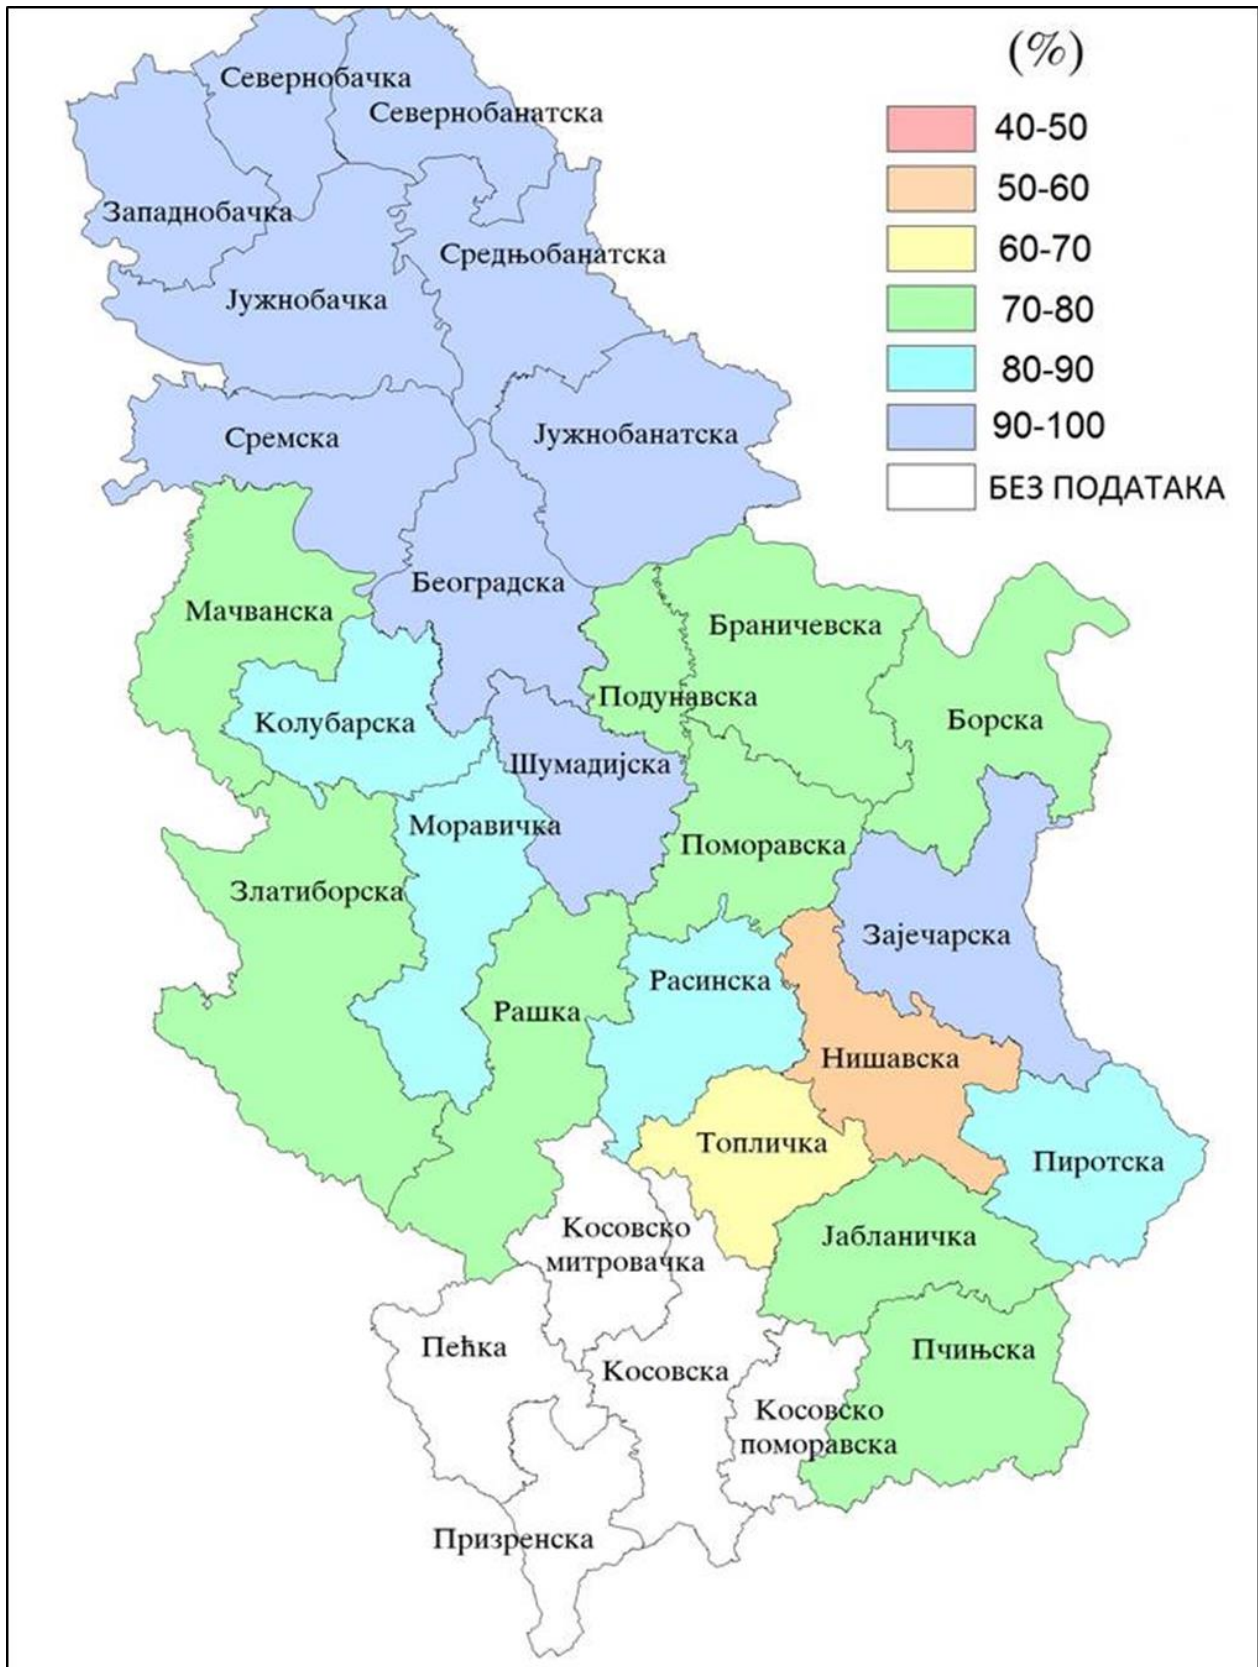 (%)
40-50
50-60
60-70
70-80
80-90
90-100
БЕЗ ПОДАТАКА
Севернобачка
Севернобанатска
Западнобачка
Средњобанатска
Јужнобачка
Сремска
Јужнобанатска
Београдска
Мачванска
Браничевска
Подунавска
Колубарска
Борска
Шумадијска
Моравичка
Поморавска
Златиборска
Зајечарска
Расинска
Рашка
Нишавска
Топличка
Пиротска
Косовско
митровачка
Јабланичка
Пећка
Косовска
Пчињска
Косовско
поморавска
Призренска